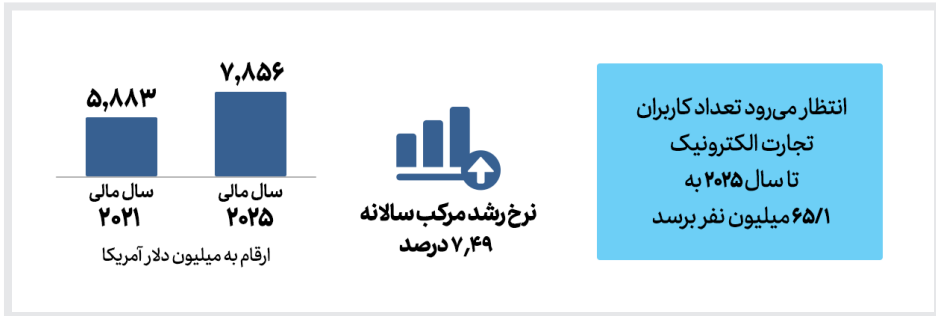 انتظار می‌رود تعداد کاربران
تجارت الکترونیک
تا سال ۲۰۲۵ به
۶۵/۱ میلیون نفر برسد
نرخ رشد مرکب سالانه
۷٫۴۹ درصد
۷,۸۵۶
۵,۸۸۳
سال مالی
۲۰۲۵
سال مالی
۲۰۲۱
ارقام به میلیون دلار آمریکا